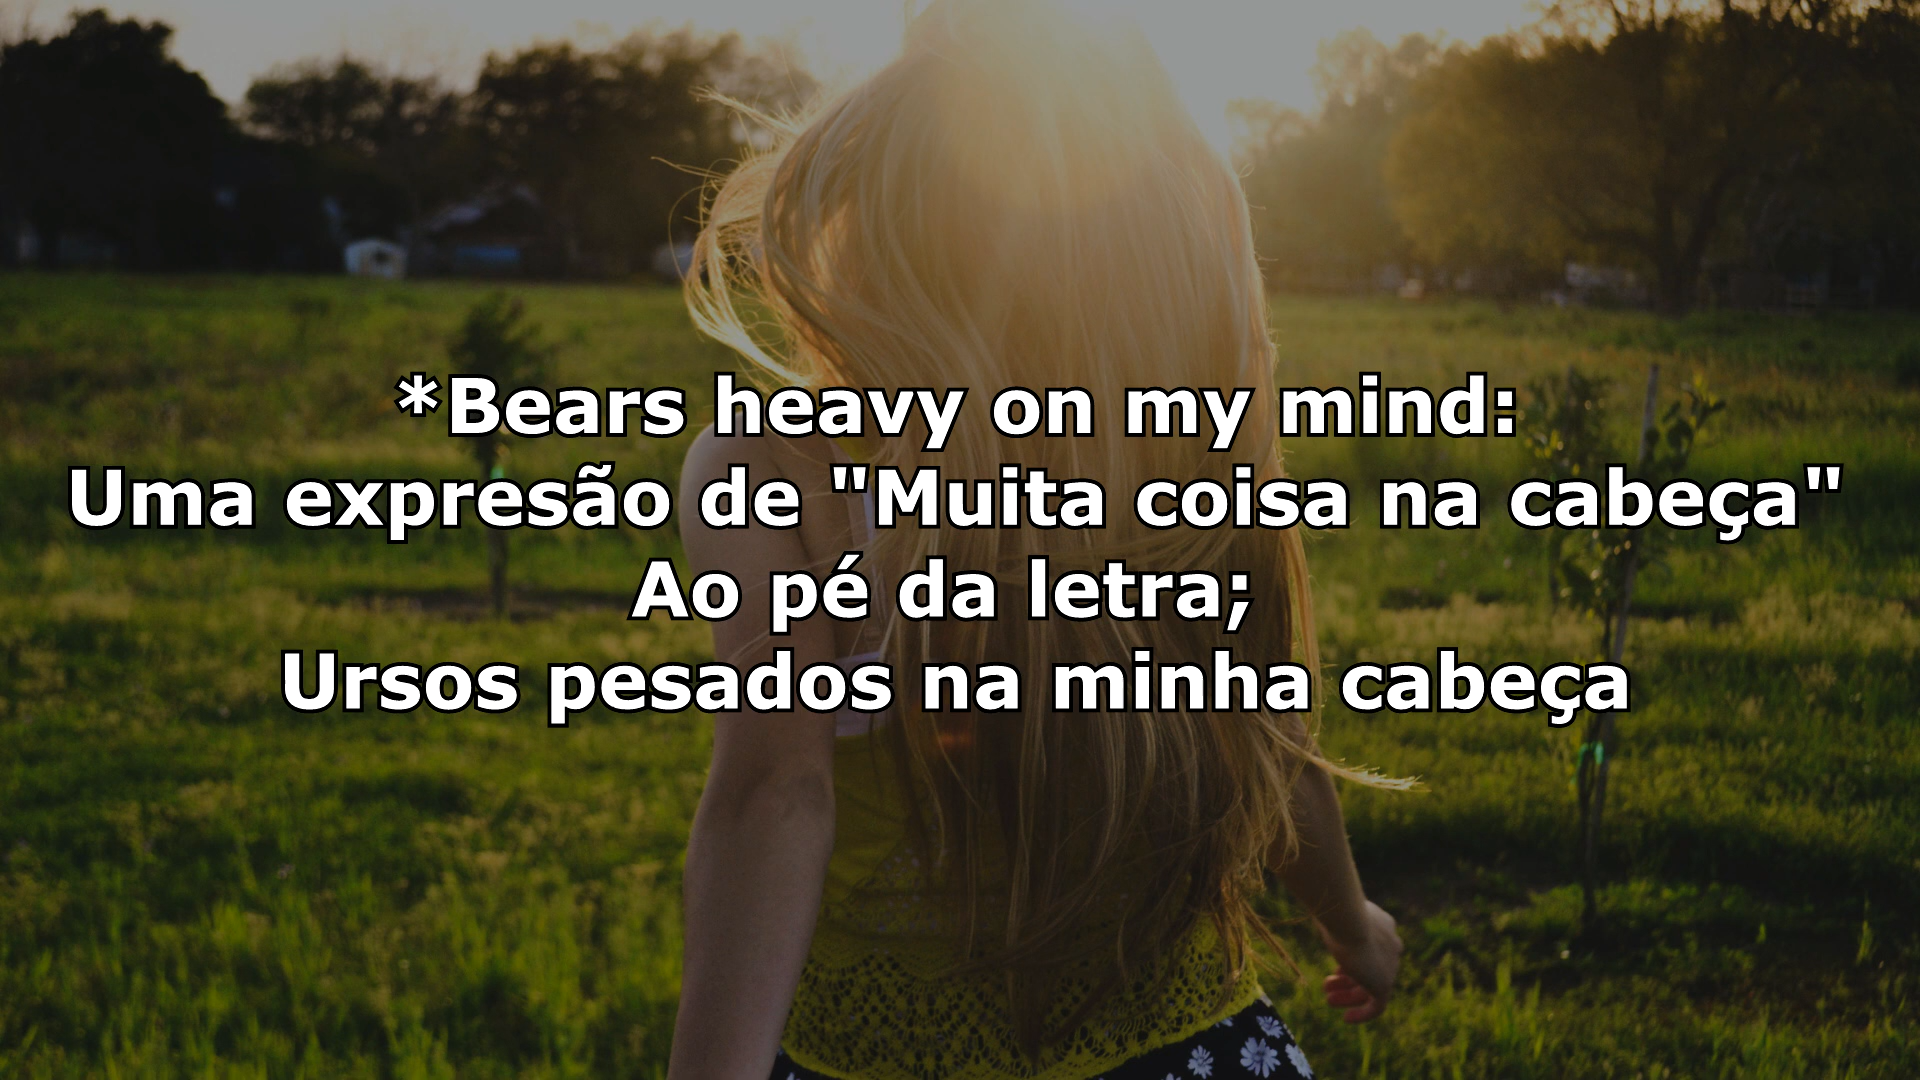 *Bears heavy on my mind:
Uma expresão de "Muita coisa na cabeça"
Ao pé da letra;
Ursos pesados na minha cabeça